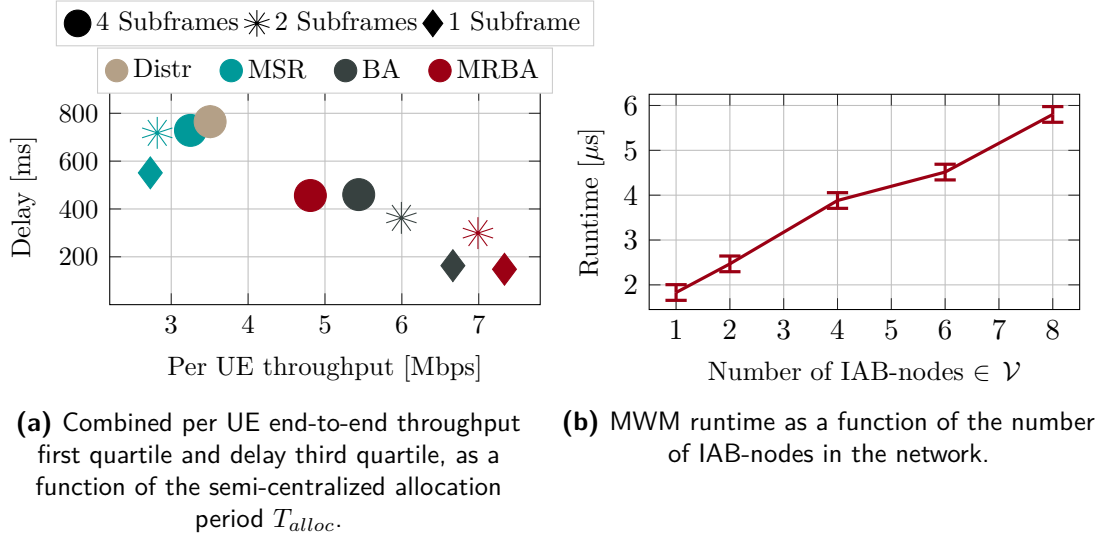 4 Subframes 2 Subframes 1 Subframe
Distr MSR BA MRBA
800
600
400
200
Delay [ms]
3 4 5 6 7
Per UE throughput [Mbps]
(a) Combined per UE end-to-end throughput
first quartile and delay third quartile, as a
function of the semi-centralized allocation
period T_{alloc}.
6
5
4
3
2
Runtime [μs]
1 2 3 4 5 6 7 8
Number of IAB-nodes ∈ 𝒱
(b) MWM runtime as a function of the number
of IAB-nodes in the network.